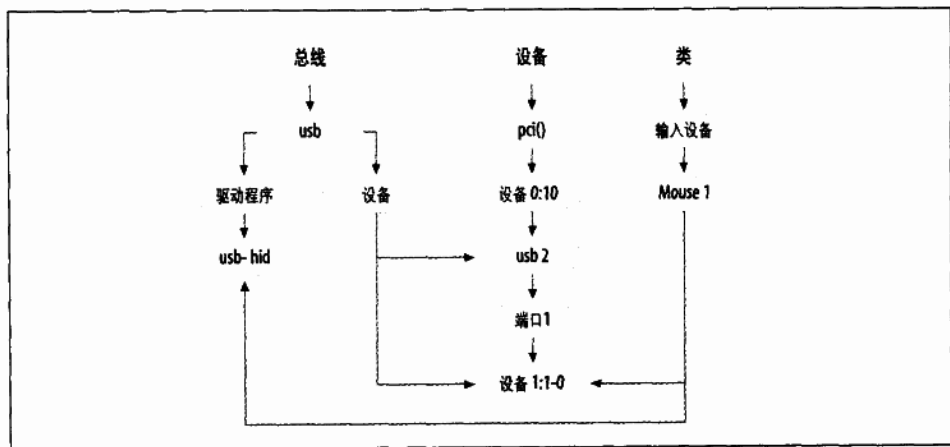 总线 设备 类
usb pci() 输入设备
驱动程序 设备 设备 0:10 Mouse 1
usb-hid usb 2
端口1
设备 1:1-0